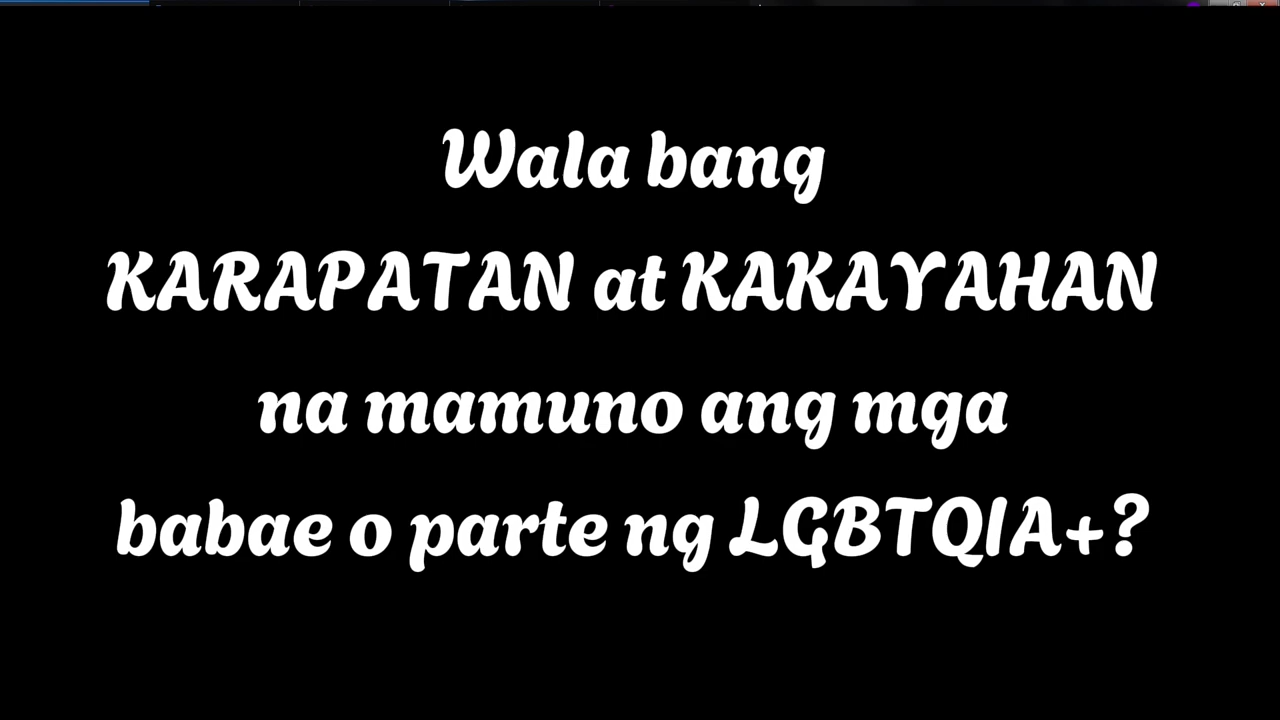 Wala bang
KARAPATAN at KAKAYAHAN
na mamuno ang mga
babae o parte ng LGBTQIA+?